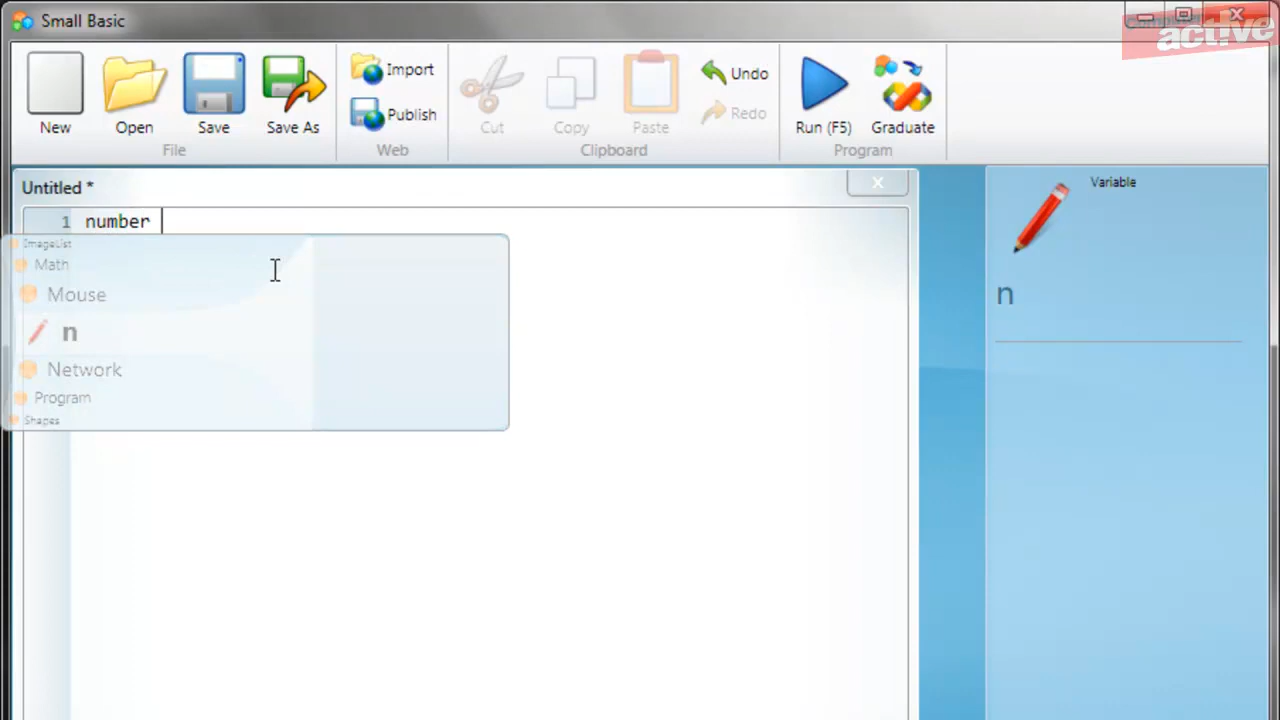 Small Basic
active
New
Open
Save
Save As
File
Import
Publish
Web
Cut
Copy
Paste
Undo
Redo
Clipboard
Run (F5)
Graduate
Program
Untitled *
1 number
ImageList
Math
Mouse
n
Network
Program
Shapes
Variable
n